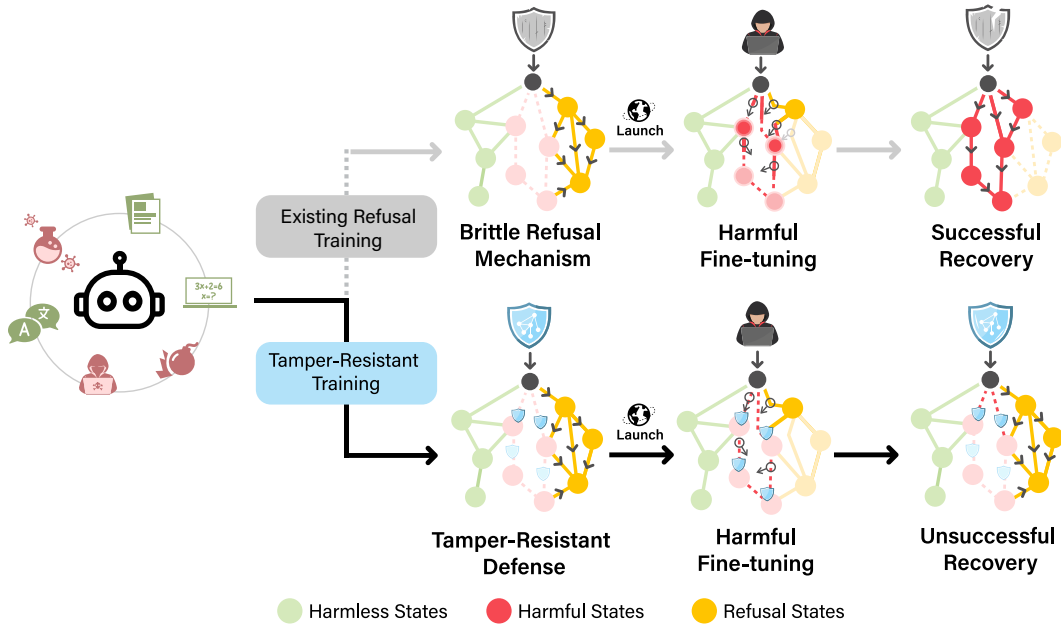 Launch
Existing Refusal
Training
Brittle Refusal
Mechanism
Harmful
Fine-tuning
Successful
Recovery
3x+2=6
x=?
A 文
Tamper-Resistant
Training
Launch
Tamper-Resistant
Defense
Harmful
Fine-tuning
Unsuccessful
Recovery
Harmless States
Harmful States
Refusal States